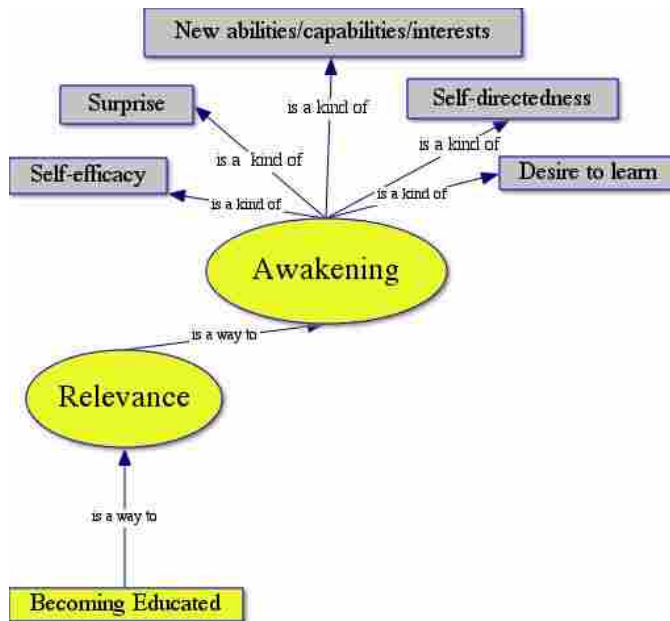 New abilities/capabilities/interests
Surprise
is a kind of
Self-directedness
is a kind of
is a kind of
Self-efficacy
is a kind of
is a kind of
Desire to learn
Awakening
is a way to
Relevance
is a way to
Becoming Educated